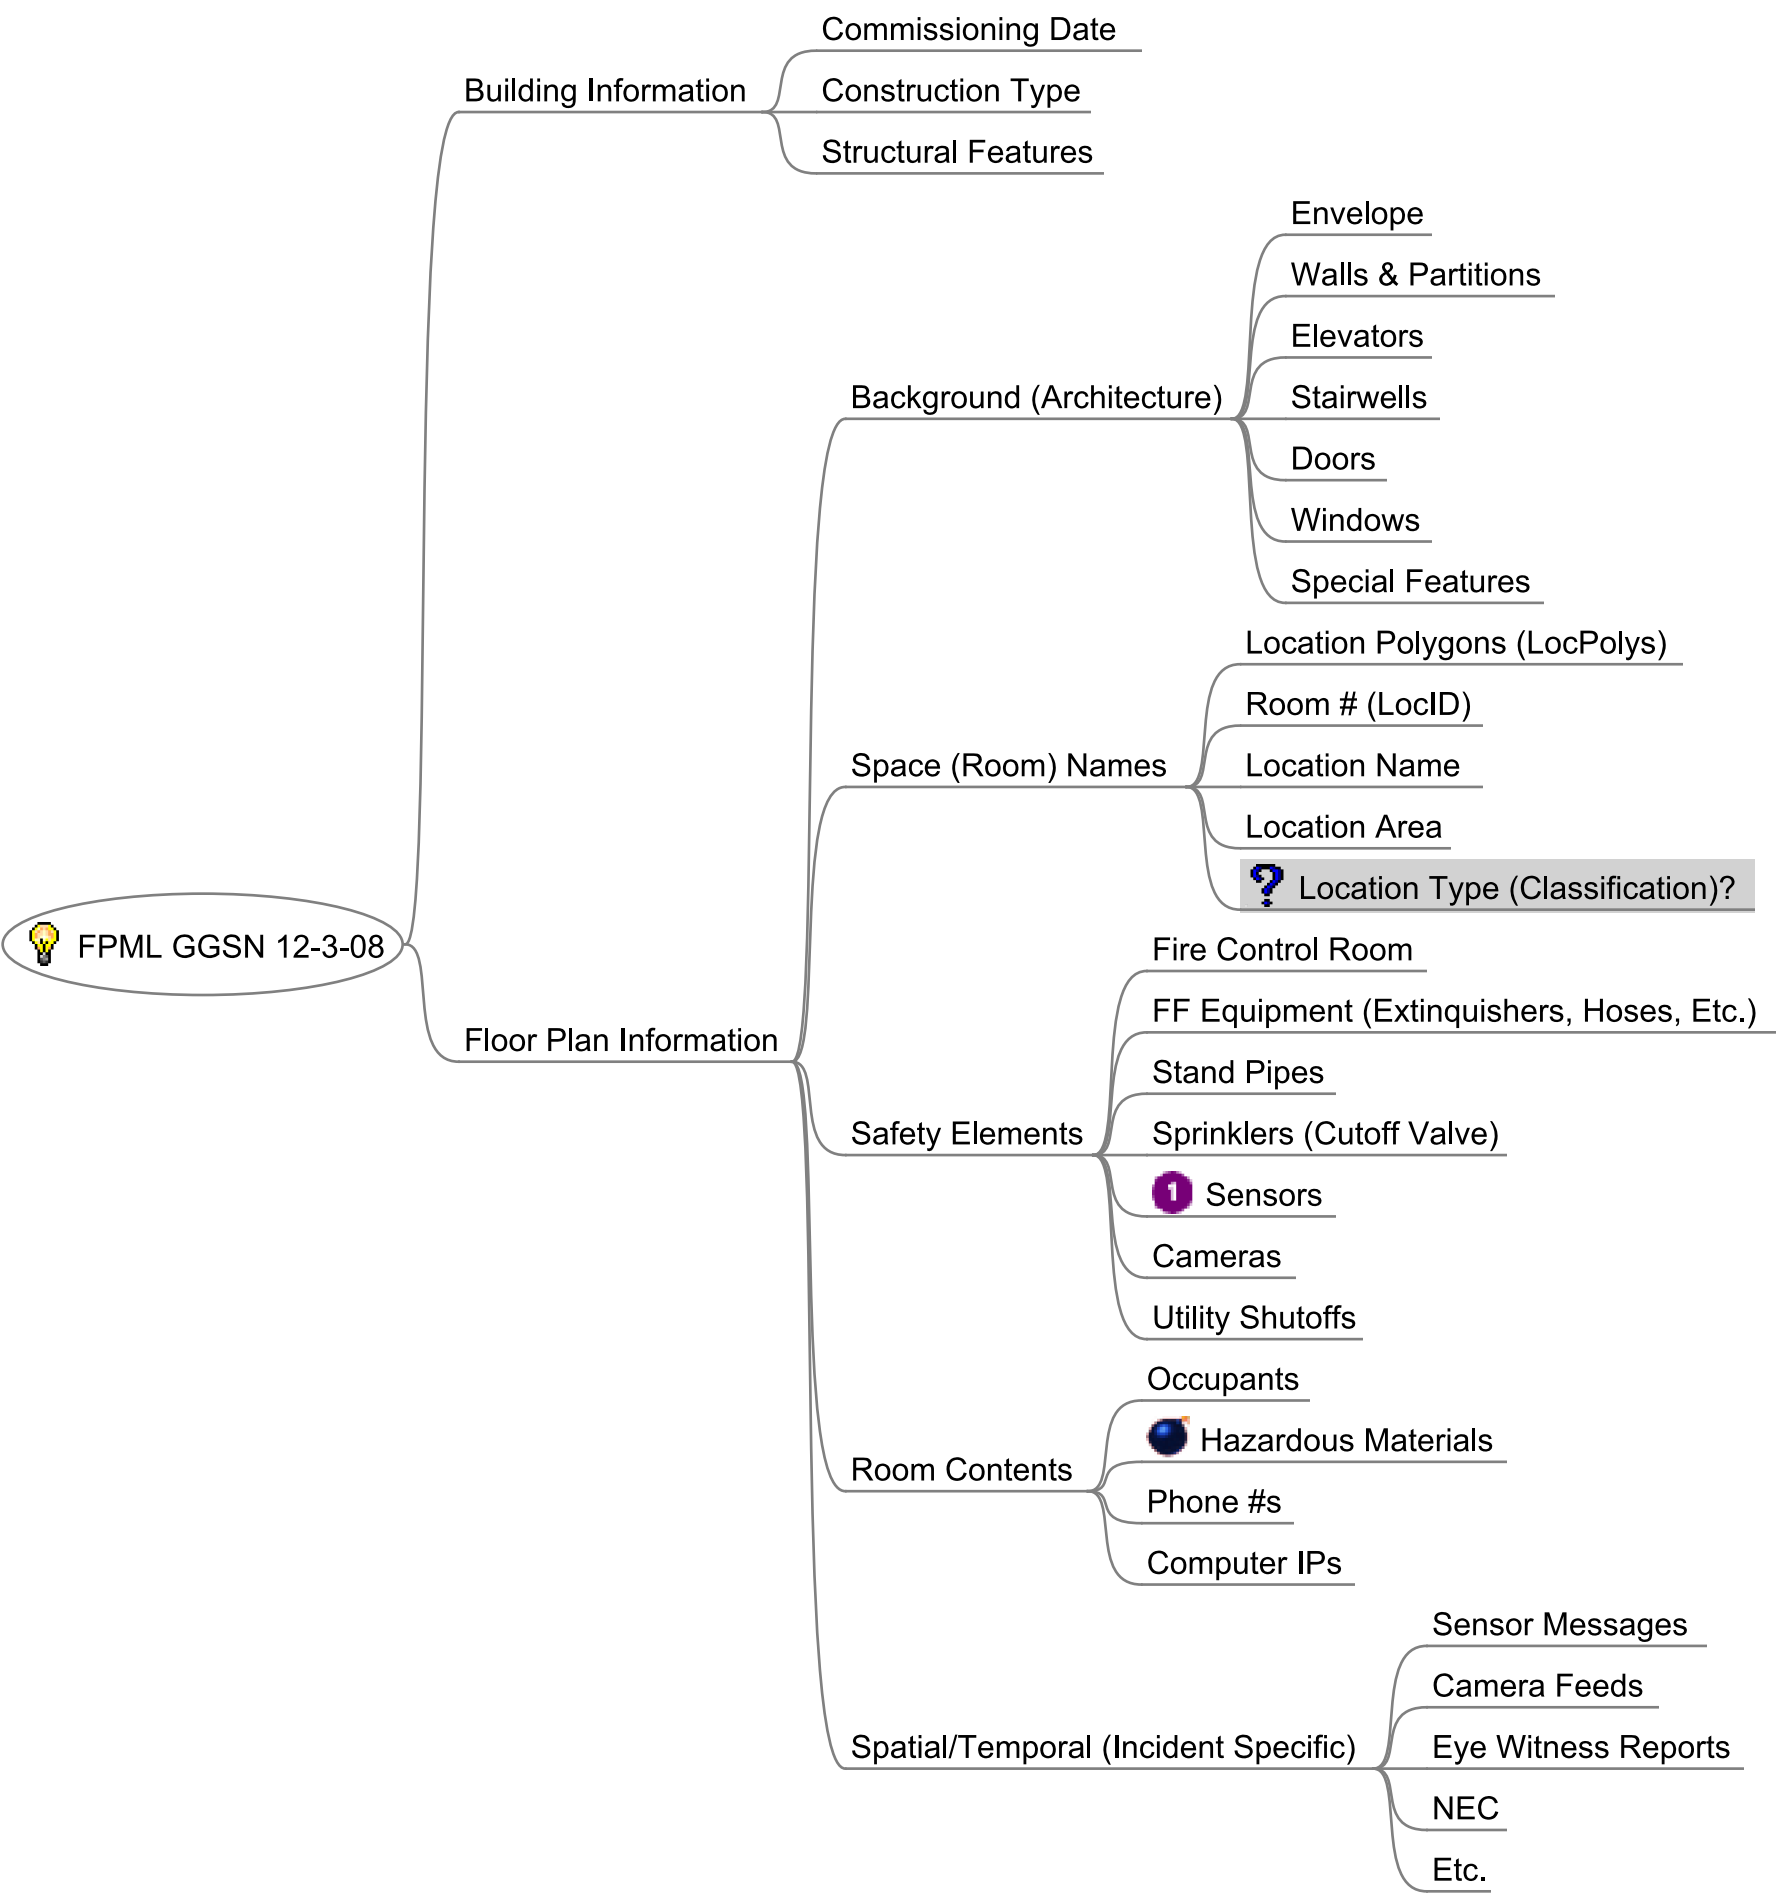 Commissioning Date
Building Information
Construction Type
Structural Features
Envelope
Walls & Partitions
Elevators
Background (Architecture)
Stairwells
Doors
Windows
Special Features
Location Polygons (LocPolys)
Room # (LocID)
Space (Room) Names
Location Name
Location Area
? Location Type (Classification)?
FPML GGSN 12-3-08
Fire Control Room
FF Equipment (Extinquishers, Hoses, Etc.)
Floor Plan Information
Stand Pipes
Safety Elements
Sprinklers (Cutoff Valve)
1 Sensors
Cameras
Utility Shutoffs
Occupants
Hazardous Materials
Room Contents
Phone #s
Computer IPs
Sensor Messages
Camera Feeds
Spatial/Temporal (Incident Specific)
Eye Witness Reports
NEC
Etc.